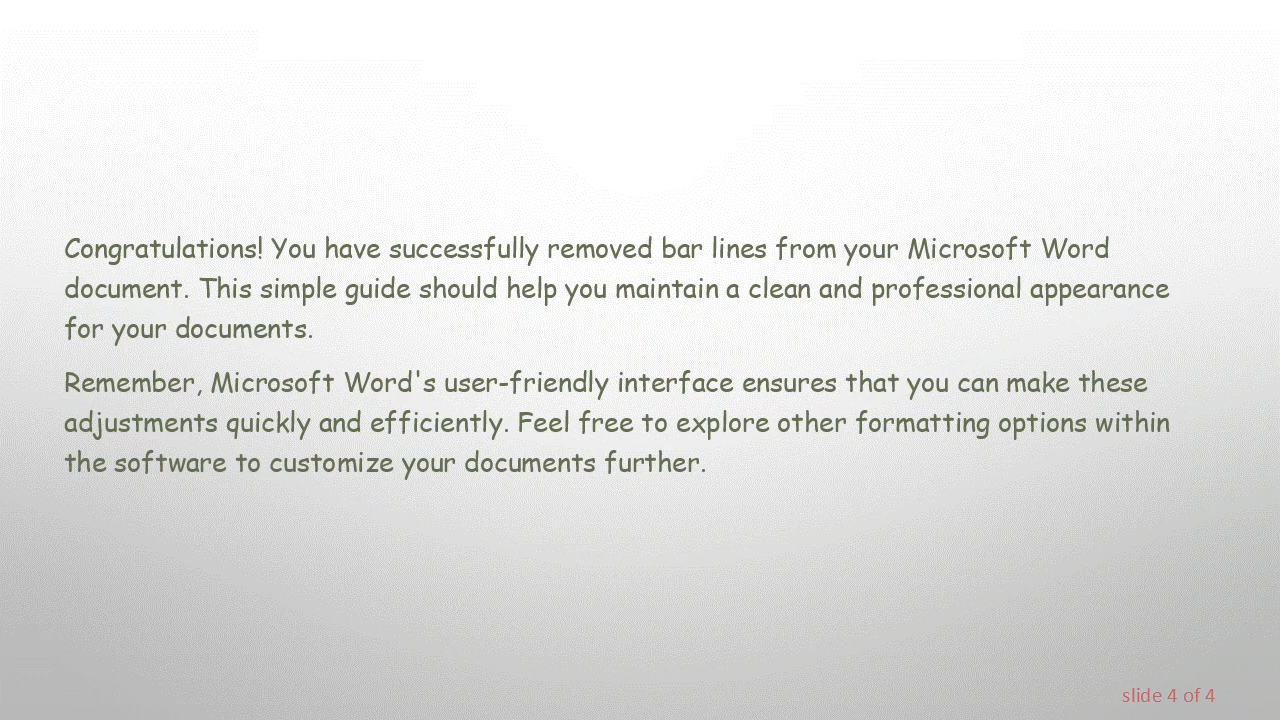 Congratulations! You have successfully removed bar lines from your Microsoft Word
document. This simple guide should help you maintain a clean and professional appearance
for your documents.
Remember, Microsoft Word's user-friendly interface ensures that you can make these
adjustments quickly and efficiently. Feel free to explore other formatting options within
the software to customize your documents further.
slide 4 of 4